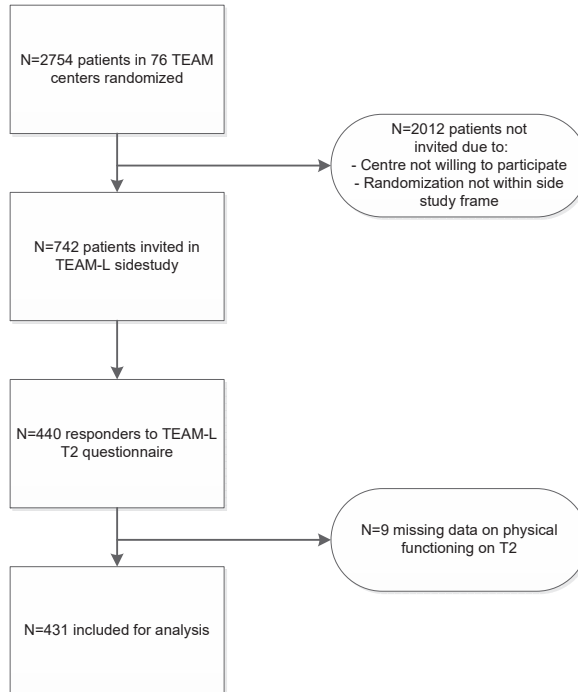 N=2754 patients in 76 TEAM
centers randomized
N=2012 patients not
invited due to:
- Centre not willing to participate
- Randomization not within side
study frame
N=742 patients invited in
TEAM-L sidestudy
N=440 responders to TEAM-L
T2 questionnaire
N=9 missing data on physical
functioning on T2
N=431 included for analysis